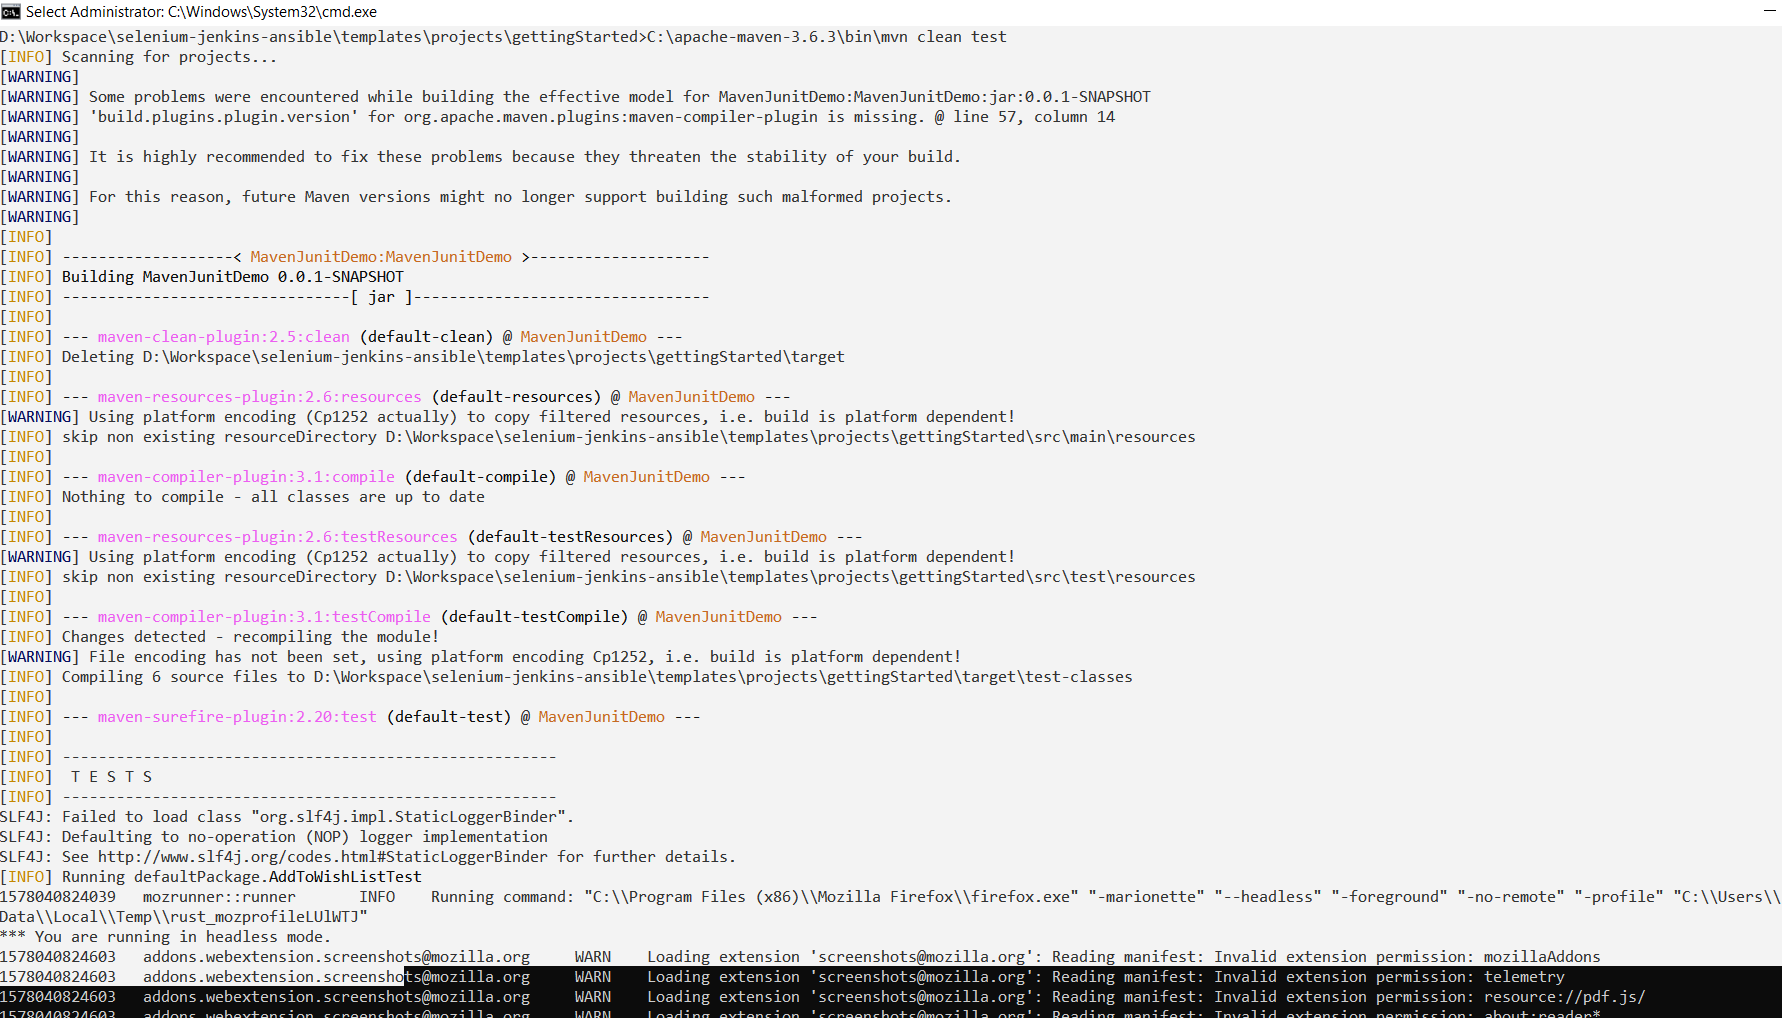 Select Administrator: C:\Windows\System32\cmd.exe
D:\Workspace\selenium-jenkins-ansible\templates\projects\gettingStarted>C:\apache-maven-3.6.3\bin\mvn clean test
[INFO] Scanning for projects...
[WARNING]
[WARNING] Some problems were encountered while building the effective model for MavenJunitDemo:MavenJunitDemo:jar:0.0.1-SNAPSHOT
[WARNING] 'build.plugins.plugin.version' for org.apache.maven.plugins:maven-compiler-plugin is missing. @ line 57, column 14
[WARNING]
[WARNING] It is highly recommended to fix these problems because they threaten the stability of your build.
[WARNING]
[WARNING] For this reason, future Maven versions might no longer support building such malformed projects.
[WARNING]
[INFO]
[INFO] -------------------< MavenJunitDemo:MavenJunitDemo >--------------------
[INFO] Building MavenJunitDemo 0.0.1-SNAPSHOT
[INFO] --------------------------------[ jar ]---------------------------------
[INFO]
[INFO] --- maven-clean-plugin:2.5:clean (default-clean) @ MavenJunitDemo ---
[INFO] Deleting D:\Workspace\selenium-jenkins-ansible\templates\projects\gettingStarted\target
[INFO]
[INFO] --- maven-resources-plugin:2.6:resources (default-resources) @ MavenJunitDemo ---
[WARNING] Using platform encoding (Cp1252 actually) to copy filtered resources, i.e. build is platform dependent!
[INFO] skip non existing resourceDirectory D:\Workspace\selenium-jenkins-ansible\templates\projects\gettingStarted\src\main\resources
[INFO]
[INFO] --- maven-compiler-plugin:3.1:compile (default-compile) @ MavenJunitDemo ---
[INFO] Nothing to compile - all classes are up to date
[INFO]
[INFO] --- maven-resources-plugin:2.6:testResources (default-testResources) @ MavenJunitDemo ---
[WARNING] Using platform encoding (Cp1252 actually) to copy filtered resources, i.e. build is platform dependent!
[INFO] skip non existing resourceDirectory D:\Workspace\selenium-jenkins-ansible\templates\projects\gettingStarted\src\test\resources
[INFO]
[INFO] --- maven-compiler-plugin:3.1:testCompile (default-testCompile) @ MavenJunitDemo ---
[INFO] Changes detected - recompiling the module!
[WARNING] File encoding has not been set, using platform encoding Cp1252, i.e. build is platform dependent!
[INFO] Compiling 6 source files to D:\Workspace\selenium-jenkins-ansible\templates\projects\gettingStarted\target\test-classes
[INFO]
[INFO] --- maven-surefire-plugin:2.20:test (default-test) @ MavenJunitDemo ---
[INFO]
[INFO] -------------------------------------------------------
[INFO]  T E S T S
[INFO] -------------------------------------------------------
SLF4J: Failed to load class "org.slf4j.impl.StaticLoggerBinder".
SLF4J: Defaulting to no-operation (NOP) logger implementation
SLF4J: See http://www.slf4j.org/codes.html#StaticLoggerBinder for further details.
[INFO] Running defaultPackage.AddToWishListTest
1578040824039   mozrunner::runner       INFO    Running command: "C:\\Program Files (x86)\\Mozilla Firefox\\firefox.exe" "-marionette" "--headless" "-foreground" "-no-remote" "-profile" "C:\\Users\\
Data\\Local\\Temp\\rust_mozprofileLUlWTJ"
*** You are running in headless mode.
1578040824603   addons.webextension.screenshots@mozilla.org     WARN    Loading extension 'screenshots@mozilla.org': Reading manifest: Invalid extension permission: mozillaAddons
1578040824603   addons.webextension.screenshots@mozilla.org     WARN    Loading extension 'screenshots@mozilla.org': Reading manifest: Invalid extension permission: telemetry
1578040824603   addons.webextension.screenshots@mozilla.org     WARN    Loading extension 'screenshots@mozilla.org': Reading manifest: Invalid extension permission: resource://pdf.js/
1578040824603   addons.webextension.screenshots@mozilla.org     WARN    Loading extension 'screenshots@mozilla.org': Reading manifest: Invalid extension permission: about:reader*